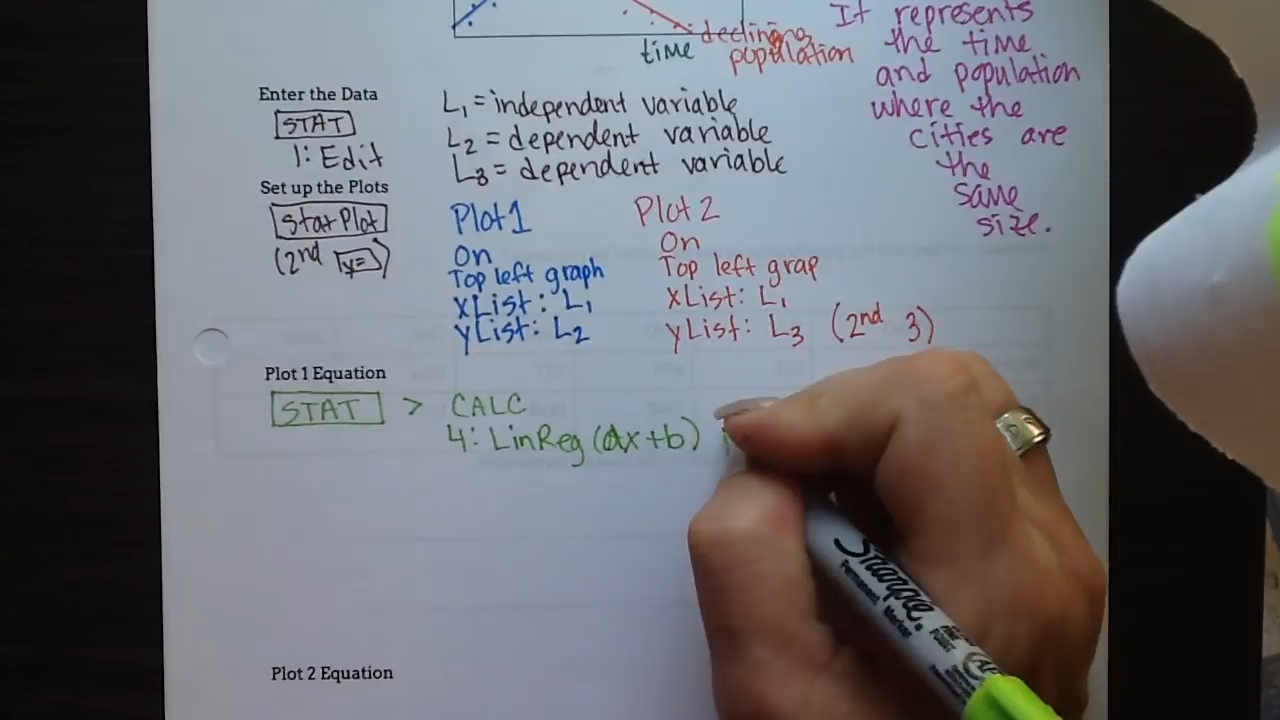 time
declining
population
It represents
the time
and population
where the
cities are
the
same
size.
Enter the Data
STAT
1: Edit
L1 = independent variable
L2 = dependent variable
L3 = dependent variable
Set up the Plots
Stat Plot
(2nd y=)
Plot 1
On
Top left graph
xList: L1
yList: L2
Plot 2
On
Top left grap
xList: L1
yList: L3 (2nd 3)
Plot 1 Equation
STAT > CALC
4: LinReg (ax+b)
Sharpie
Permanent Marker
Plot 2 Equation